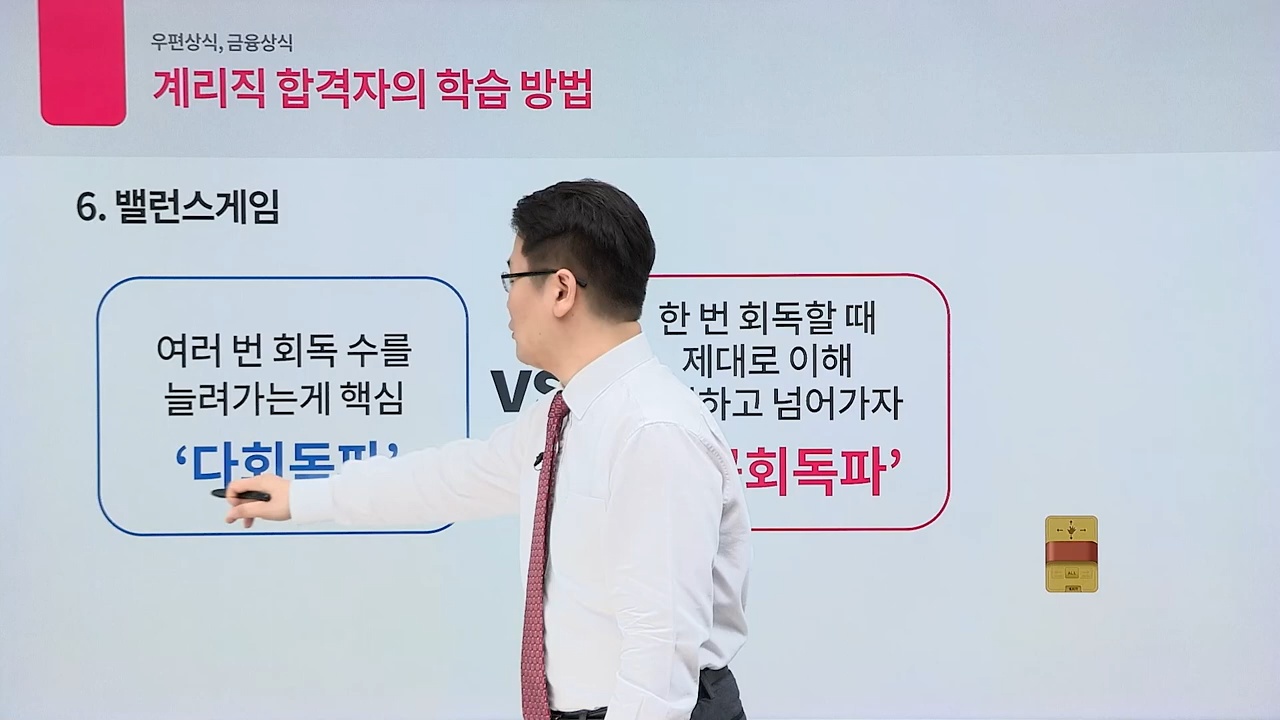 우편상식, 금융상식
계리직 합격자의 학습 방법
6. 밸런스게임
여러 번 회독 수를
늘려가는게 핵심
‘다회독파’
VS
한 번 회독할 때
제대로 이해
넘어가자